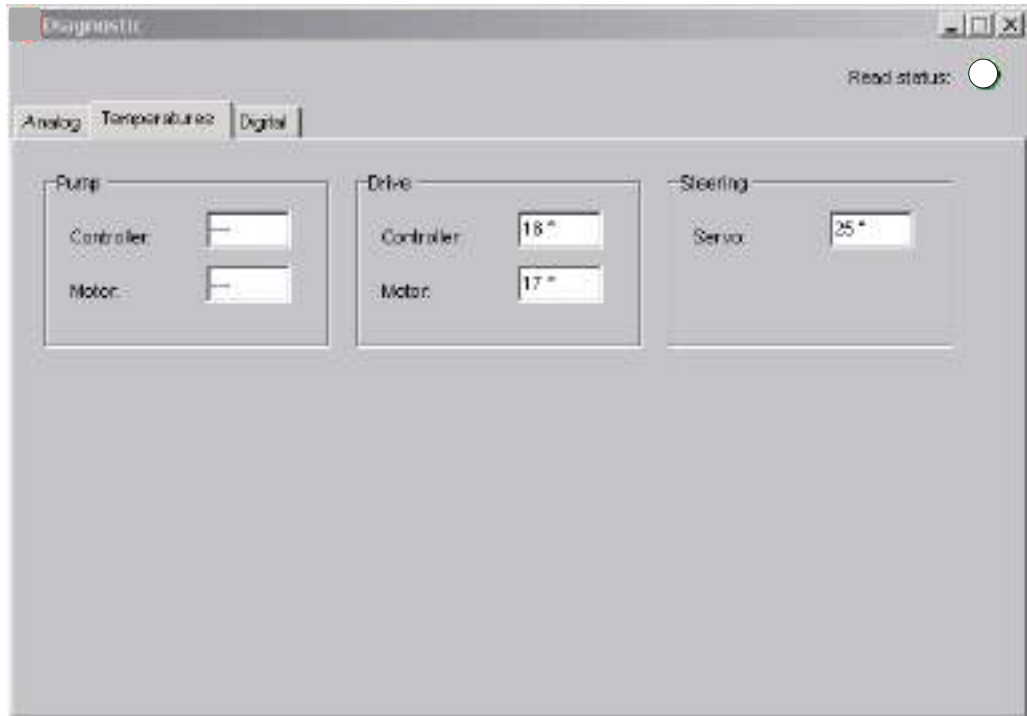 Diagnostic
Read status:
Analog Temperatures Digital
Pump
Controller:
---
Motor:
---
Drive
Controller:
18 °
Motor:
17 °
Steering
Servo:
25 °